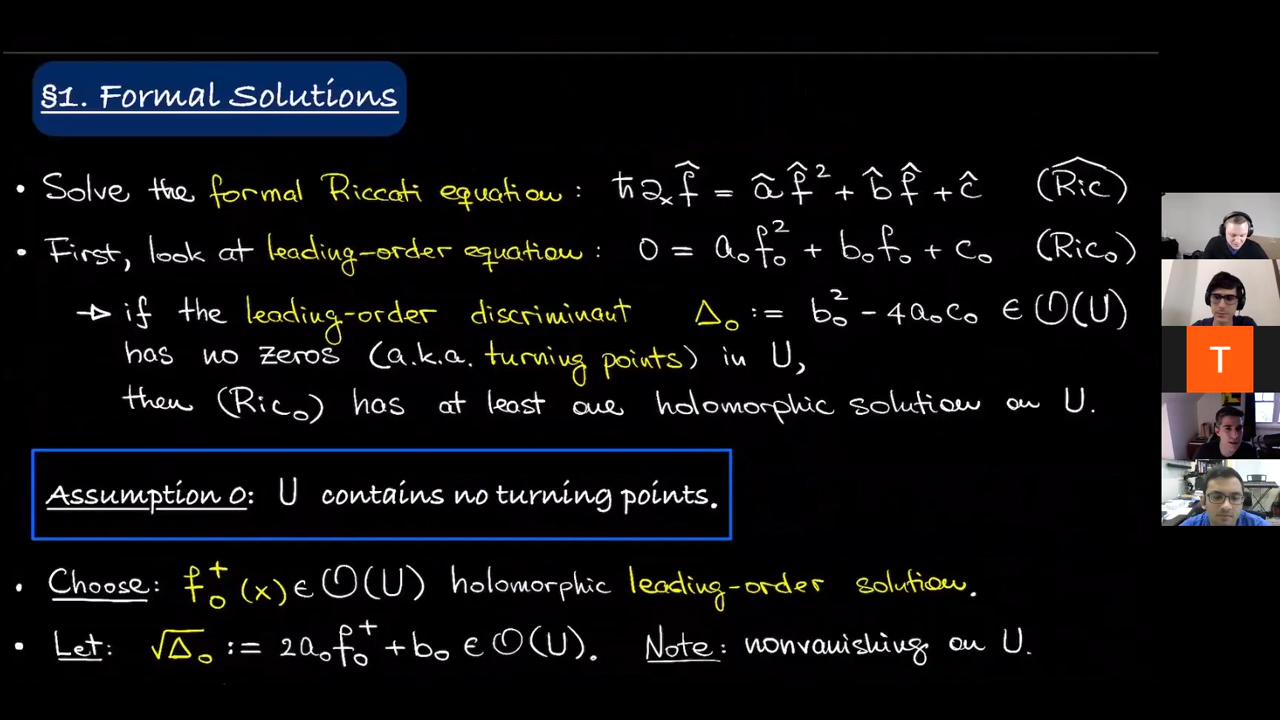 §1. Formal Solutions
• Solve the formal Riccati equation: ħ∂ₓf̂ = âf̂² + b̂f̂ + ĉ (R̂ic)
• First, look at leading-order equation: 0 = a₀f₀² + b₀f₀ + c₀ (Ric₀)
→ if the leading-order discriminant Δ₀ := b₀² - 4a₀c₀ ∈ O(U)
has no zeros (a.k.a. turning points) in U,
then (Ric₀) has at least one holomorphic solution on U.
Assumption 0: U contains no turning points.
• Choose: f₀⁺(x) ∈ O(U) holomorphic leading-order solution.
• Let: √Δ₀ := 2a₀f₀⁺ + b₀ ∈ O(U). Note: nonvanishing on U.
T